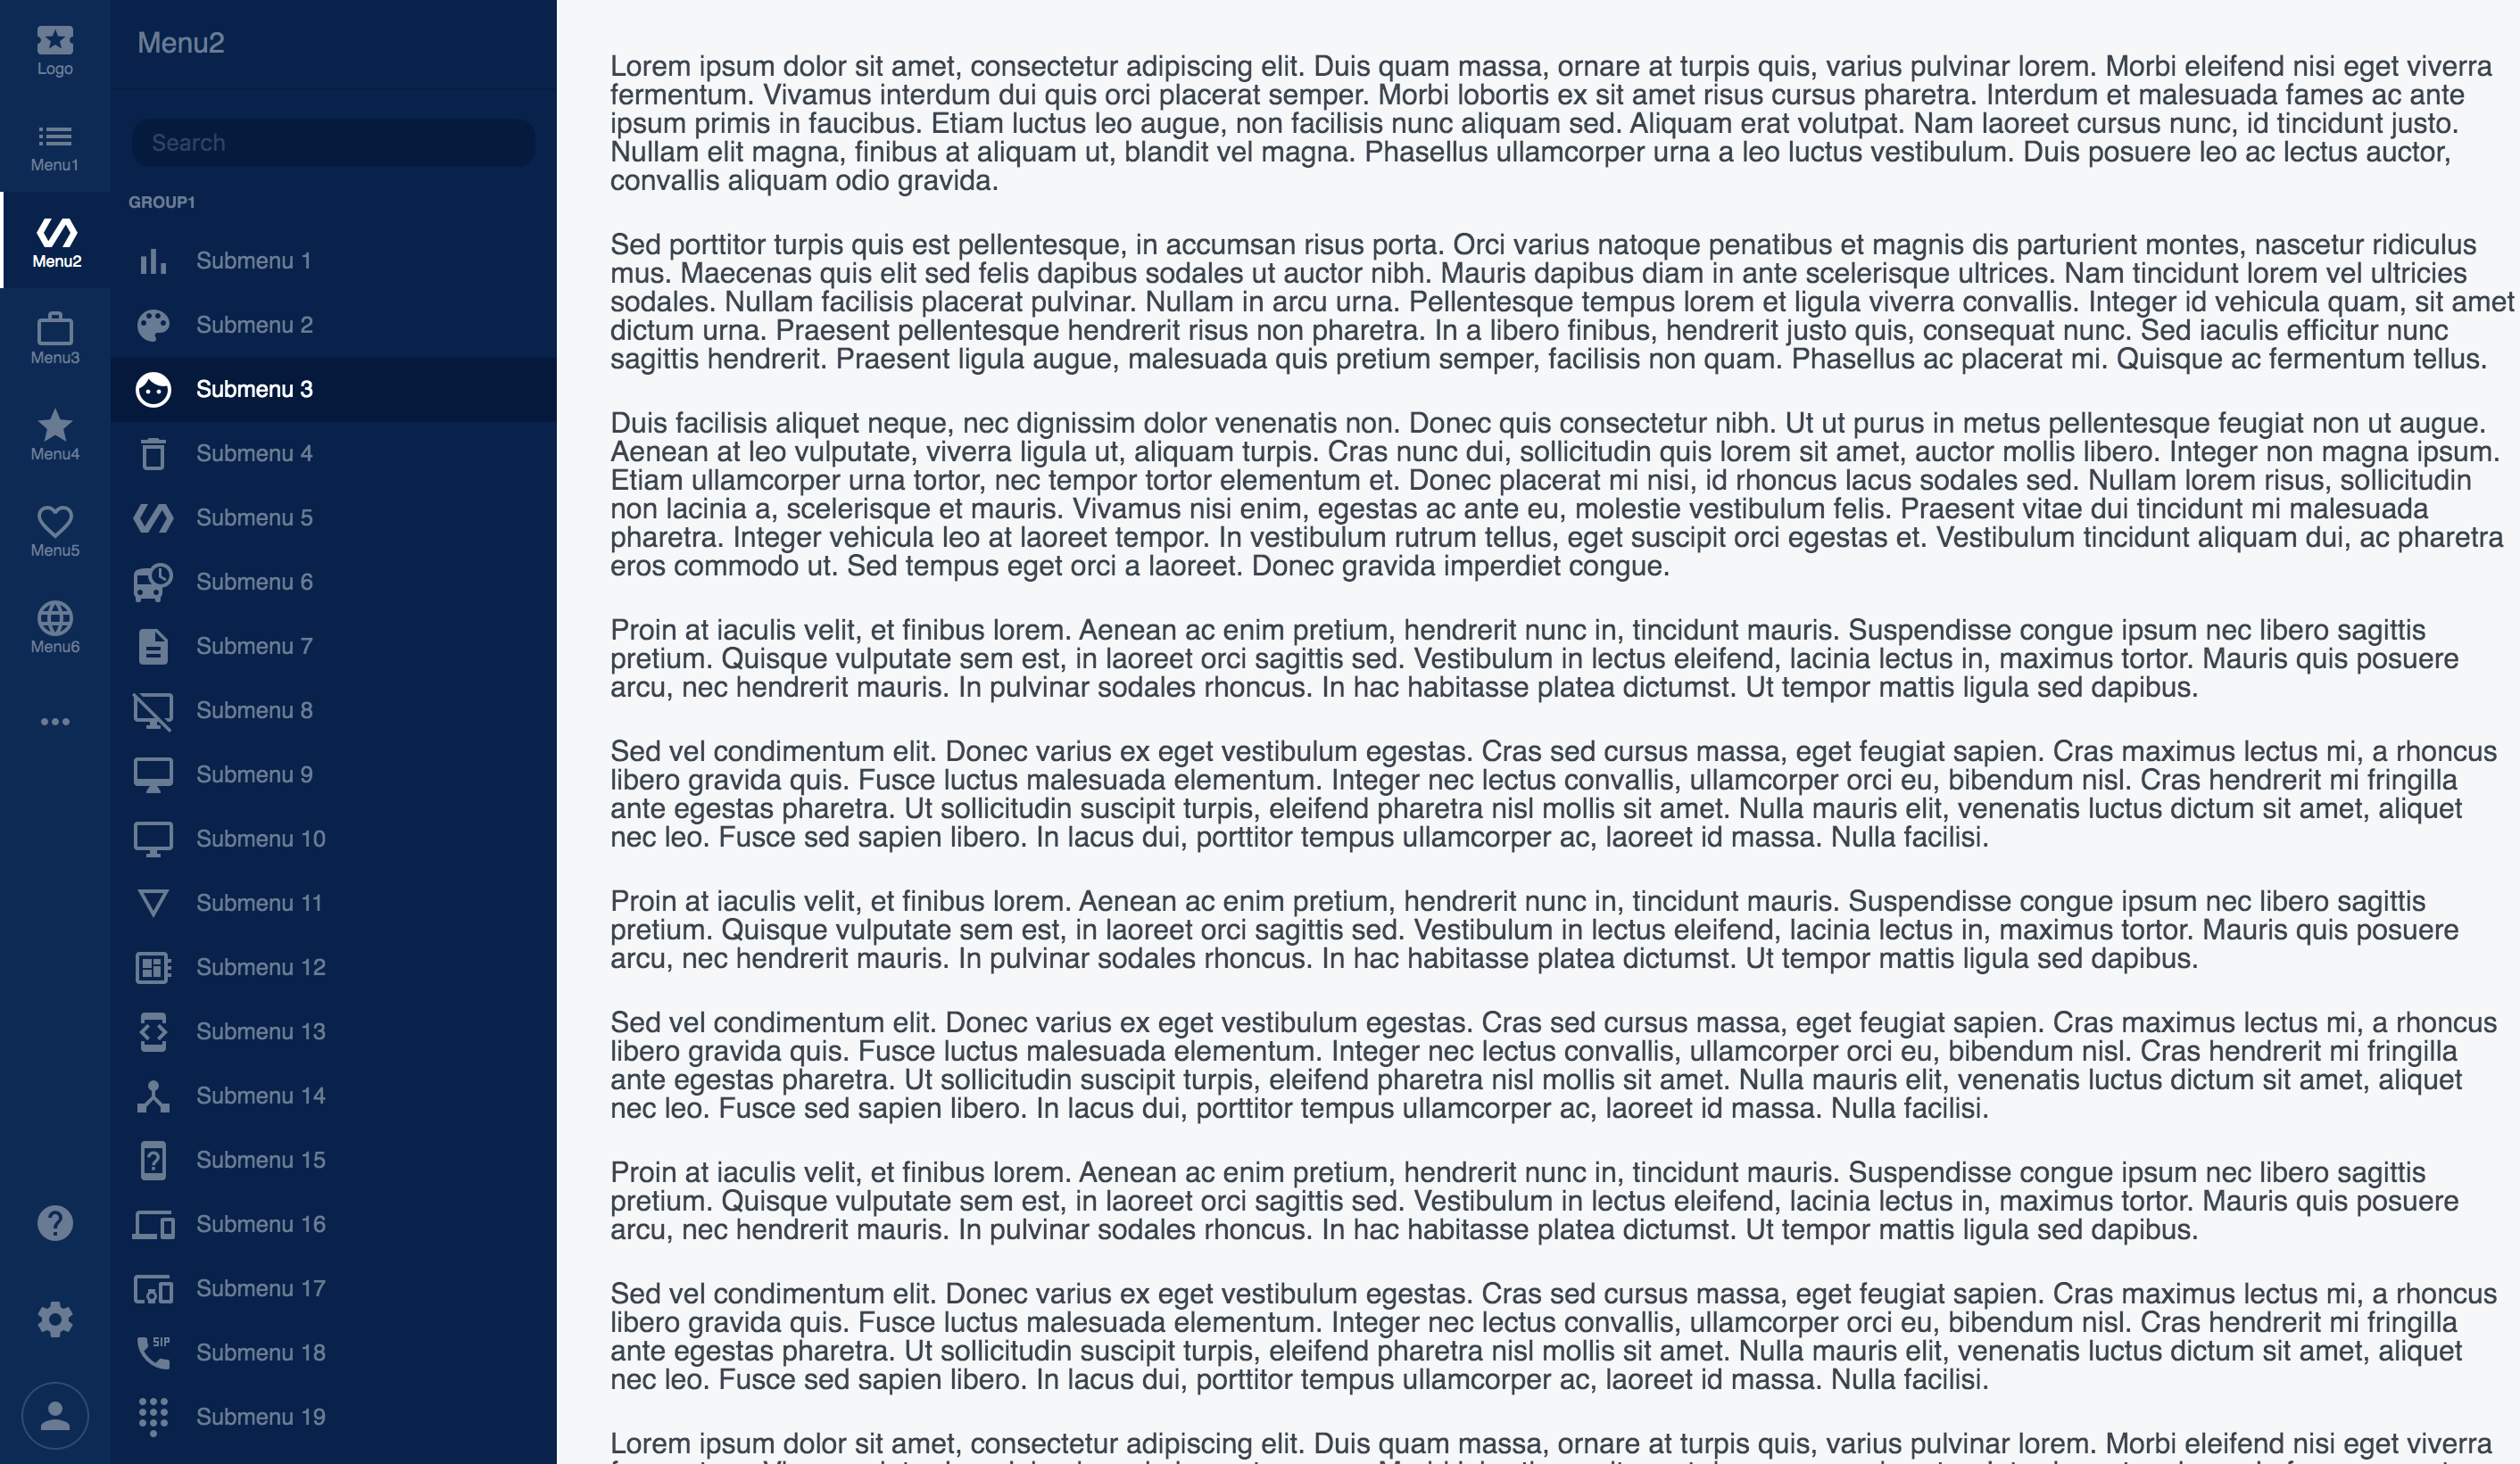 Logo
Menu1
Menu2
Menu3
Menu4
Menu5
Menu6
Menu2
Search
GROUP1
Submenu 1
Submenu 2
Submenu 3
Submenu 4
Submenu 5
Submenu 6
Submenu 7
Submenu 8
Submenu 9
Submenu 10
Submenu 11
Submenu 12
Submenu 13
Submenu 14
Submenu 15
Submenu 16
Submenu 17
SIP
Submenu 18
Submenu 19
Lorem ipsum dolor sit amet, consectetur adipiscing elit. Duis quam massa, ornare at turpis quis, varius pulvinar lorem. Morbi eleifend nisi eget viverra
fermentum. Vivamus interdum dui quis orci placerat semper. Morbi lobortis ex sit amet risus cursus pharetra. Interdum et malesuada fames ac ante
ipsum primis in faucibus. Etiam luctus leo augue, non facilisis nunc aliquam sed. Aliquam erat volutpat. Nam laoreet cursus nunc, id tincidunt justo.
Nullam elit magna, finibus at aliquam ut, blandit vel magna. Phasellus ullamcorper urna a leo luctus vestibulum. Duis posuere leo ac lectus auctor,
convallis aliquam odio gravida.
Sed porttitor turpis quis est pellentesque, in accumsan risus porta. Orci varius natoque penatibus et magnis dis parturient montes, nascetur ridiculus
mus. Maecenas quis elit sed felis dapibus sodales ut auctor nibh. Mauris dapibus diam in ante scelerisque ultrices. Nam tincidunt lorem vel ultricies
sodales. Nullam facilisis placerat pulvinar. Nullam in arcu urna. Pellentesque tempus lorem et ligula viverra convallis. Integer id vehicula quam, sit amet
dictum urna. Praesent pellentesque hendrerit risus non pharetra. In a libero finibus, hendrerit justo quis, consequat nunc. Sed iaculis efficitur nunc
sagittis hendrerit. Praesent ligula augue, malesuada quis pretium semper, facilisis non quam. Phasellus ac placerat mi. Quisque ac fermentum tellus.
Duis facilisis aliquet neque, nec dignissim dolor venenatis non. Donec quis consectetur nibh. Ut ut purus in metus pellentesque feugiat non ut augue.
Aenean at leo vulputate, viverra ligula ut, aliquam turpis. Cras nunc dui, sollicitudin quis lorem sit amet, auctor mollis libero. Integer non magna ipsum.
Etiam ullamcorper urna tortor, nec tempor tortor elementum et. Donec placerat mi nisi, id rhoncus lacus sodales sed. Nullam lorem risus, sollicitudin
non lacinia a, scelerisque et mauris. Vivamus nisi enim, egestas ac ante eu, molestie vestibulum felis. Praesent vitae dui tincidunt mi malesuada
pharetra. Integer vehicula leo at laoreet tempor. In vestibulum rutrum tellus, eget suscipit orci egestas et. Vestibulum tincidunt aliquam dui, ac pharetra
eros commodo ut. Sed tempus eget orci a laoreet. Donec gravida imperdiet congue.
Proin at iaculis velit, et finibus lorem. Aenean ac enim pretium, hendrerit nunc in, tincidunt mauris. Suspendisse congue ipsum nec libero sagittis
pretium. Quisque vulputate sem est, in laoreet orci sagittis sed. Vestibulum in lectus eleifend, lacinia lectus in, maximus tortor. Mauris quis posuere
arcu, nec hendrerit mauris. In pulvinar sodales rhoncus. In hac habitasse platea dictumst. Ut tempor mattis ligula sed dapibus.
Sed vel condimentum elit. Donec varius ex eget vestibulum egestas. Cras sed cursus massa, eget feugiat sapien. Cras maximus lectus mi, a rhoncus
libero gravida quis. Fusce luctus malesuada elementum. Integer nec lectus convallis, ullamcorper orci eu, bibendum nisl. Cras hendrerit mi fringilla
ante egestas pharetra. Ut sollicitudin suscipit turpis, eleifend pharetra nisl mollis sit amet. Nulla mauris elit, venenatis luctus dictum sit amet, aliquet
nec leo. Fusce sed sapien libero. In lacus dui, porttitor tempus ullamcorper ac, laoreet id massa. Nulla facilisi.
Proin at iaculis velit, et finibus lorem. Aenean ac enim pretium, hendrerit nunc in, tincidunt mauris. Suspendisse congue ipsum nec libero sagittis
pretium. Quisque vulputate sem est, in laoreet orci sagittis sed. Vestibulum in lectus eleifend, lacinia lectus in, maximus tortor. Mauris quis posuere
arcu, nec hendrerit mauris. In pulvinar sodales rhoncus. In hac habitasse platea dictumst. Ut tempor mattis ligula sed dapibus.
Sed vel condimentum elit. Donec varius ex eget vestibulum egestas. Cras sed cursus massa, eget feugiat sapien. Cras maximus lectus mi, a rhoncus
libero gravida quis. Fusce luctus malesuada elementum. Integer nec lectus convallis, ullamcorper orci eu, bibendum nisl. Cras hendrerit mi fringilla
ante egestas pharetra. Ut sollicitudin suscipit turpis, eleifend pharetra nisl mollis sit amet. Nulla mauris elit, venenatis luctus dictum sit amet, aliquet
nec leo. Fusce sed sapien libero. In lacus dui, porttitor tempus ullamcorper ac, laoreet id massa. Nulla facilisi.
Proin at iaculis velit, et finibus lorem. Aenean ac enim pretium, hendrerit nunc in, tincidunt mauris. Suspendisse congue ipsum nec libero sagittis
pretium. Quisque vulputate sem est, in laoreet orci sagittis sed. Vestibulum in lectus eleifend, lacinia lectus in, maximus tortor. Mauris quis posuere
arcu, nec hendrerit mauris. In pulvinar sodales rhoncus. In hac habitasse platea dictumst. Ut tempor mattis ligula sed dapibus.
Sed vel condimentum elit. Donec varius ex eget vestibulum egestas. Cras sed cursus massa, eget feugiat sapien. Cras maximus lectus mi, a rhoncus
libero gravida quis. Fusce luctus malesuada elementum. Integer nec lectus convallis, ullamcorper orci eu, bibendum nisl. Cras hendrerit mi fringilla
ante egestas pharetra. Ut sollicitudin suscipit turpis, eleifend pharetra nisl mollis sit amet. Nulla mauris elit, venenatis luctus dictum sit amet, aliquet
nec leo. Fusce sed sapien libero. In lacus dui, porttitor tempus ullamcorper ac, laoreet id massa. Nulla facilisi.
Lorem ipsum dolor sit amet, consectetur adipiscing elit. Duis quam massa, ornare at turpis quis, varius pulvinar lorem. Morbi eleifend nisi eget viverra